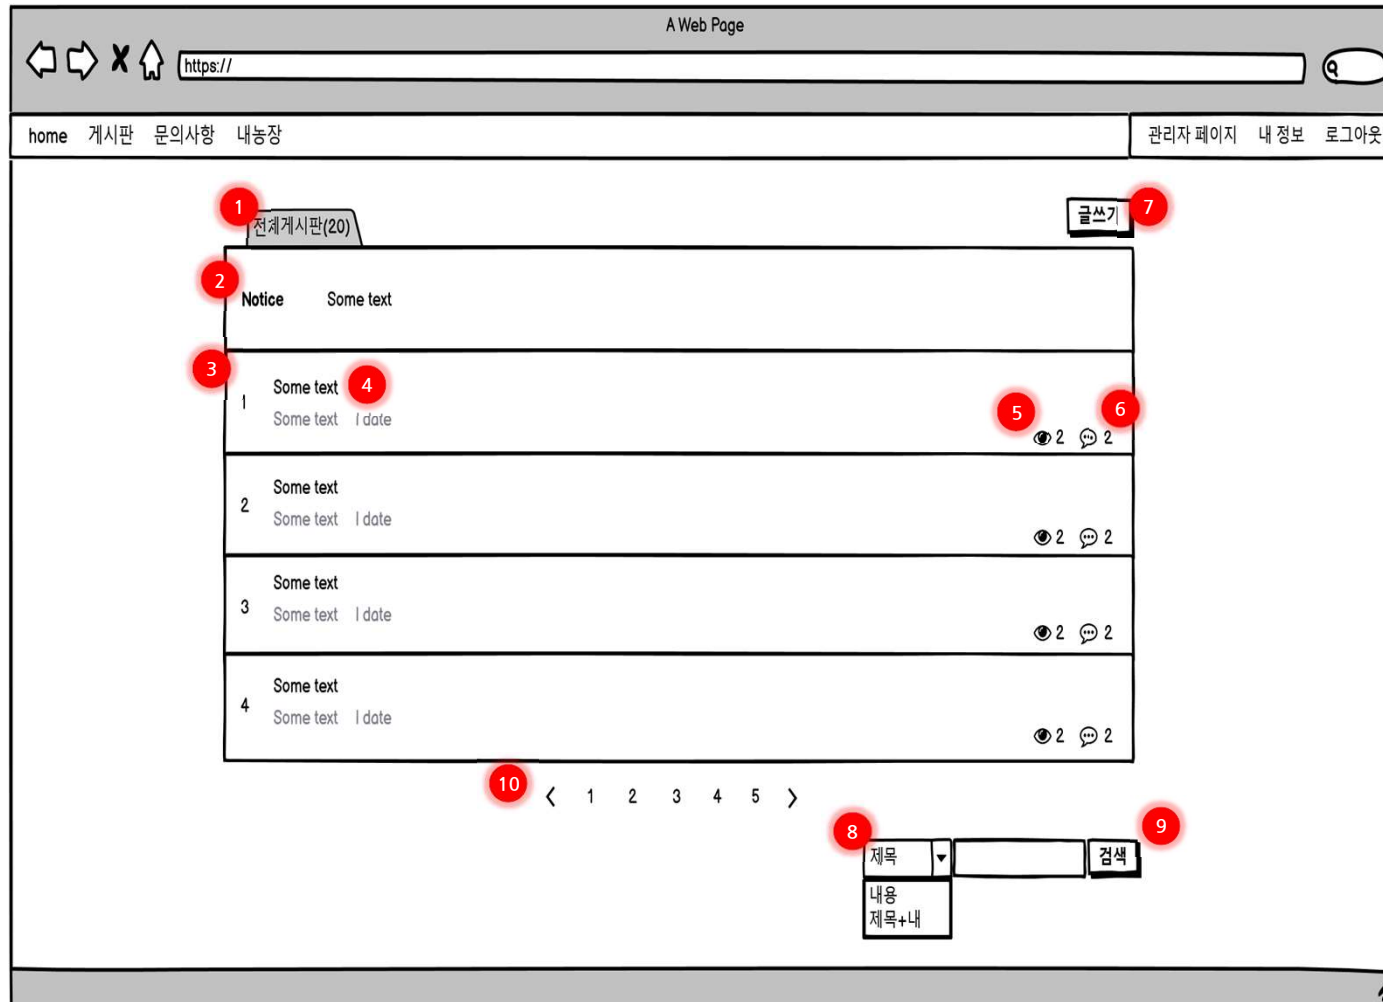 A Web Page
https://
home 게시판 문의사항 내농장 관리자 페이지 내 정보 로그아웃
1 7
전체게시판(20) 글쓰기
2
Notice Some text
3
Some text 4
1
Some text | date 5 6
2 2
Some text
2
Some text | date
2 2
Some text
3
Some text | date
2 2
Some text
4
Some text | date
2 2
10
< 1 2 3 4 5 >
8 9
제목 검색
내용
제목+내